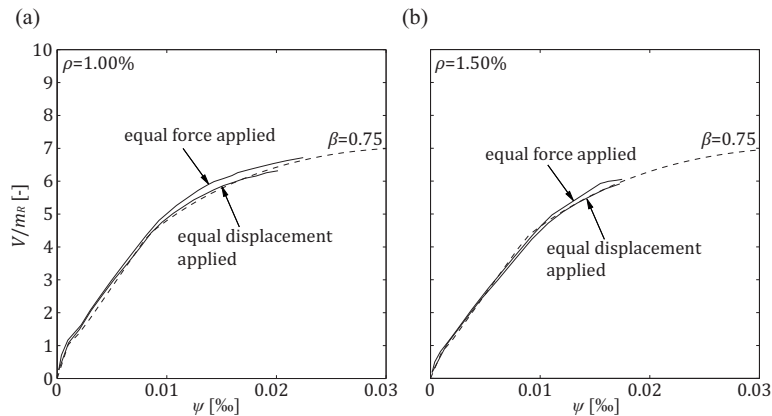 (a)
(b)
10
9
8
7
6
5
4
3
2
1
0
V/mR [-]
ρ=1.00%
equal force applied
β=0.75
equal displacement
applied
0
0.01
0.02
0.03
ψ [‰]
ρ=1.50%
equal force applied
β=0.75
equal displacement
applied
0
0.01
0.02
0.03
ψ [‰]